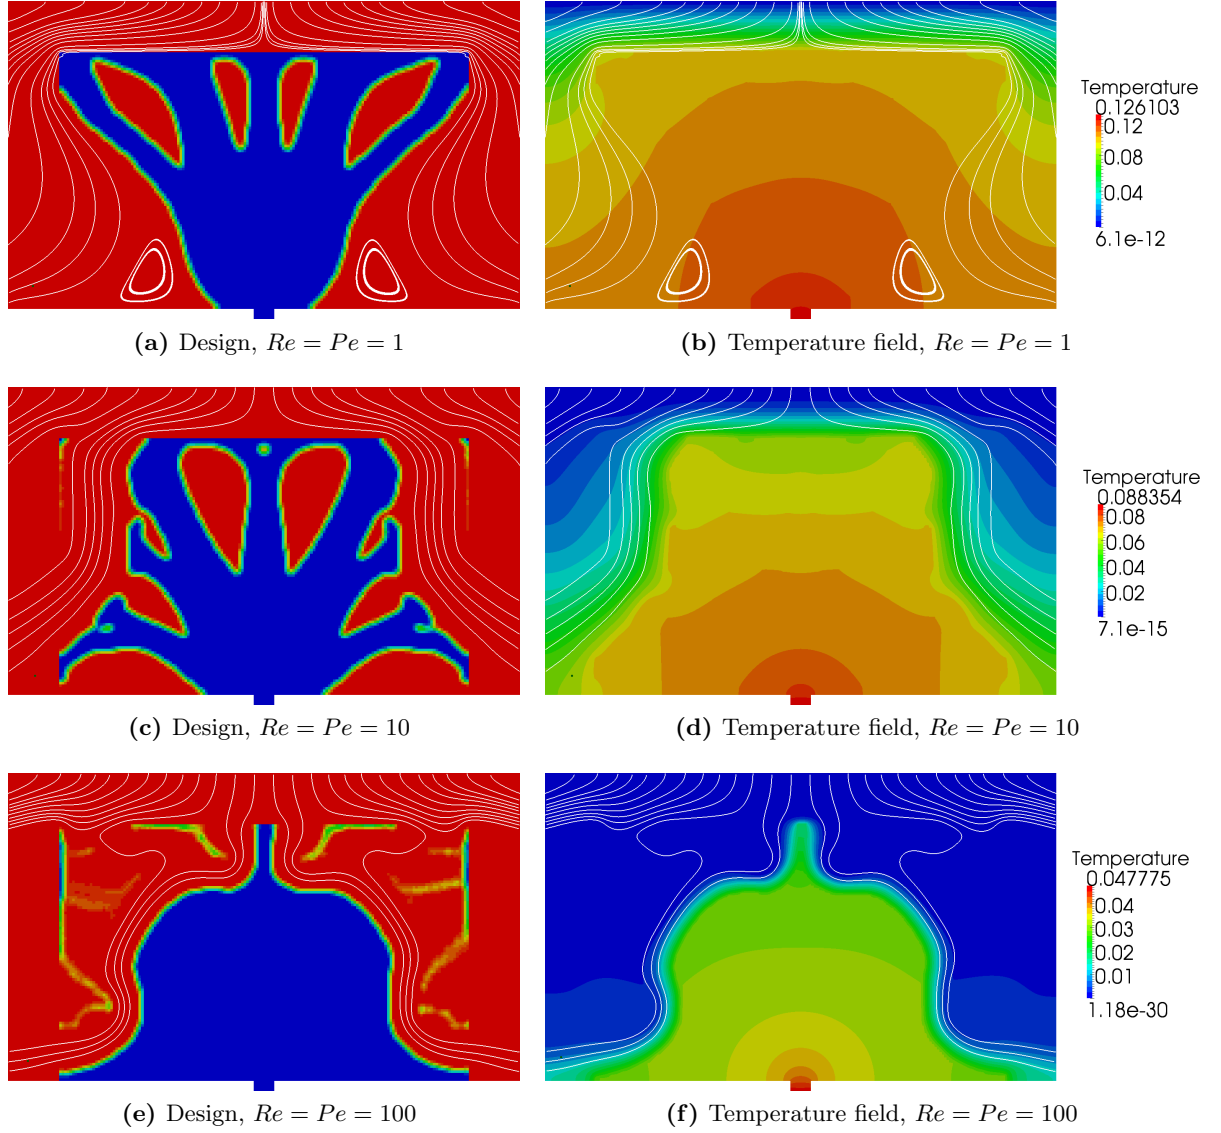 Temperature
0.126103
0.12
0.08
0.04
6.1e-12
(a) Design, Re = Pe = 1
(b) Temperature field, Re = Pe = 1
Temperature
0.088354
0.08
0.06
0.04
0.02
7.1e-15
(c) Design, Re = Pe = 10
(d) Temperature field, Re = Pe = 10
Temperature
0.047775
0.04
0.03
0.02
0.01
1.18e-30
(e) Design, Re = Pe = 100
(f) Temperature field, Re = Pe = 100